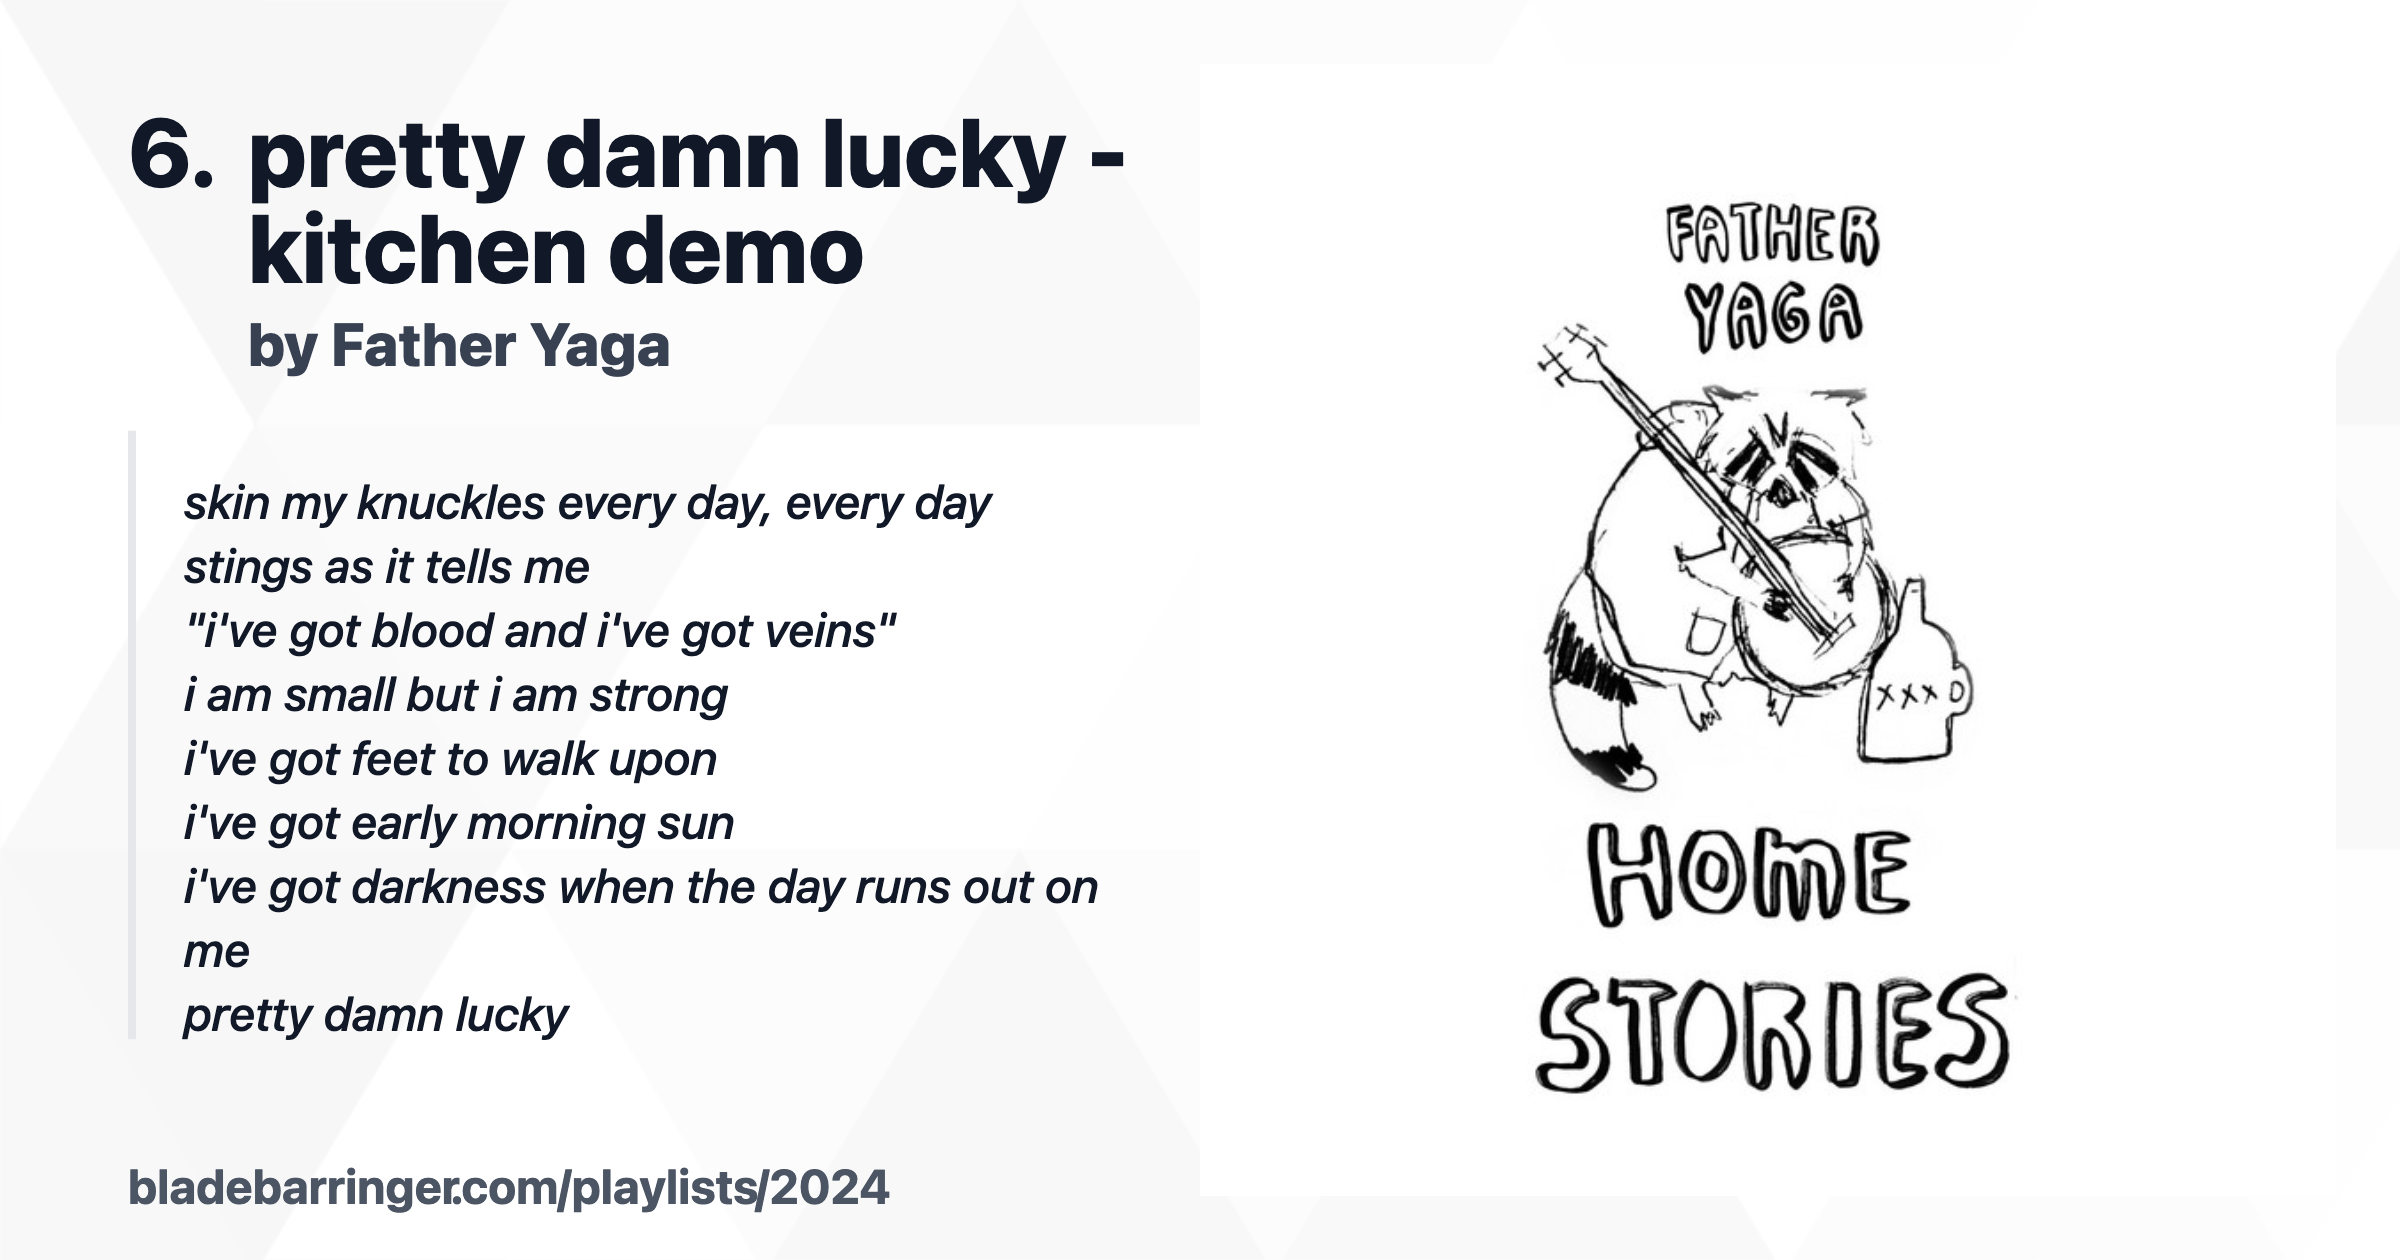 6. pretty damn lucky -
kitchen demo
by Father Yaga
skin my knuckles every day, every day
stings as it tells me
"i've got blood and i've got veins"
i am small but i am strong
i've got feet to walk upon
i've got early morning sun
i've got darkness when the day runs out on
me
pretty damn lucky
bladebarringer.com/playlists/2024
FATHER
YAGA
XXX
HOME
STORIES